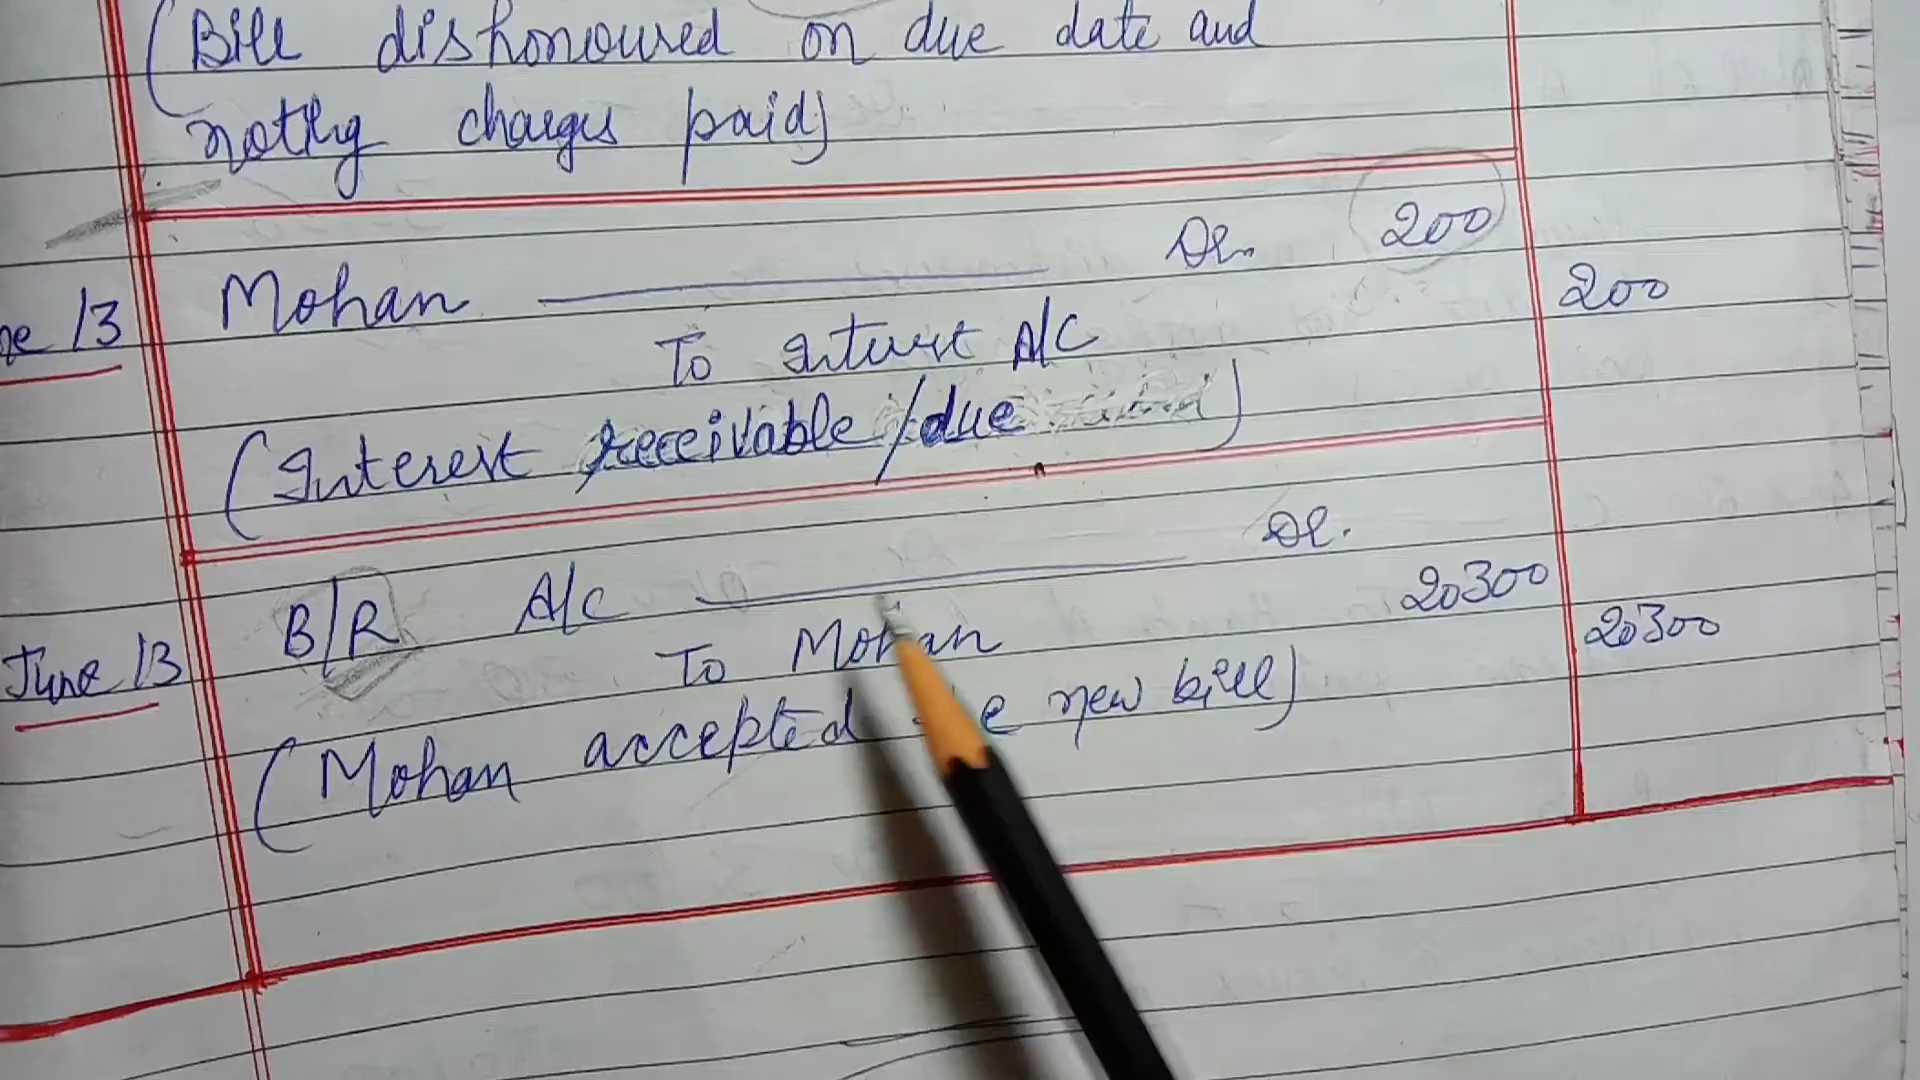 (Bill dishonoured on due date and
noting charges paid)
Mohan Dr. 200
ne 13
To Interest A/C 200
(Interest receivable/due )
B/R A/C Dr. 20300
June 13
To Mohan 20300
(Mohan accepted new bill)